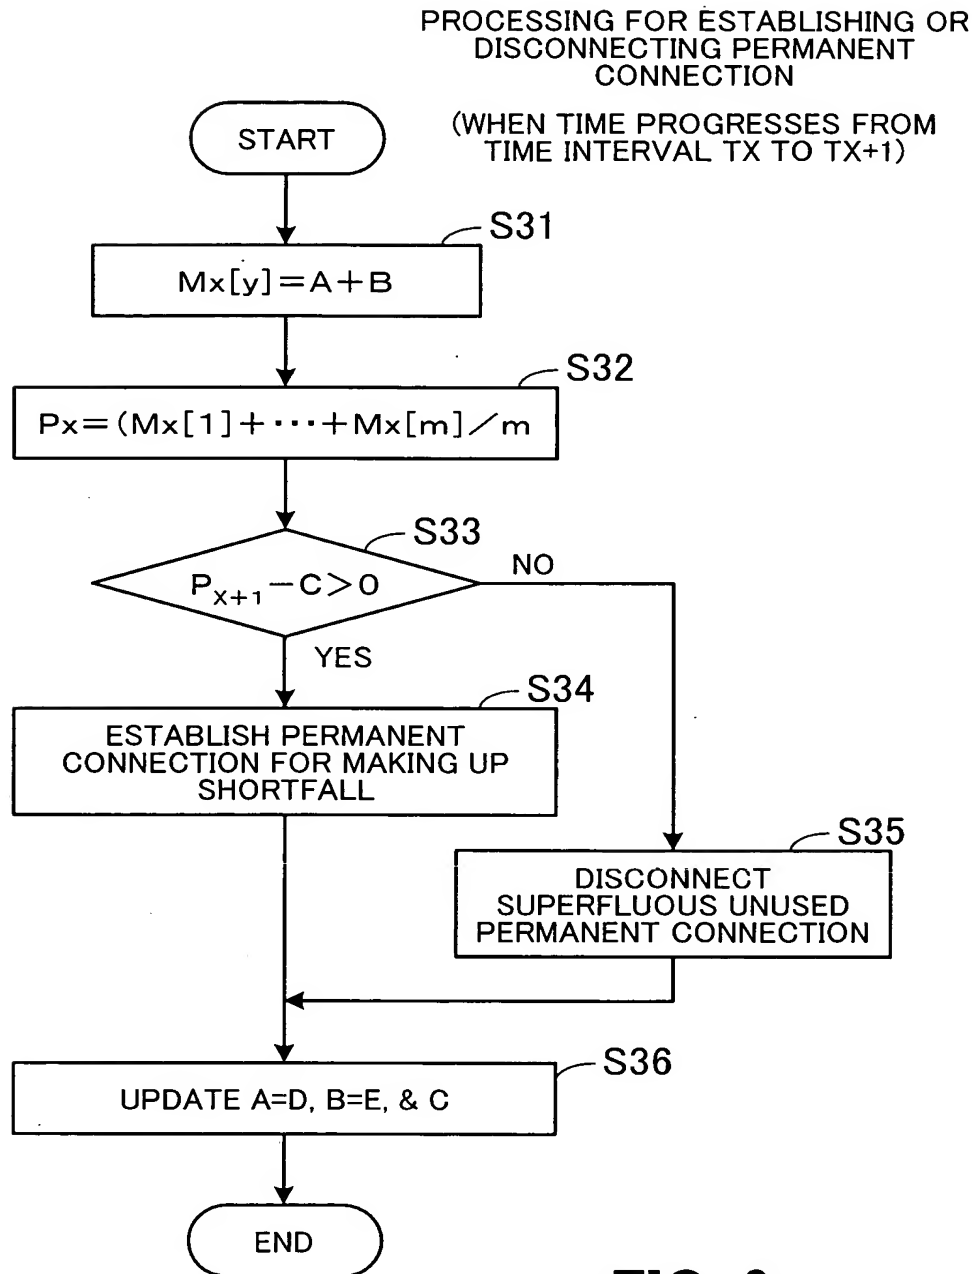 PROCESSING FOR ESTABLISHING OR
DISCONNECTING PERMANENT
CONNECTION
(WHEN TIME PROGRESSES FROM
TIME INTERVAL TX TO TX+1)
START
S31
Mx[y]=A+B
S32
Px=(Mx[1]+···+Mx[m]/m
S33
P_{X+1}-C>0
NO
YES
S34
ESTABLISH PERMANENT
CONNECTION FOR MAKING UP
SHORTFALL
S35
DISCONNECT
SUPERFLUOUS UNUSED
PERMANENT CONNECTION
S36
UPDATE A=D, B=E, & C
END